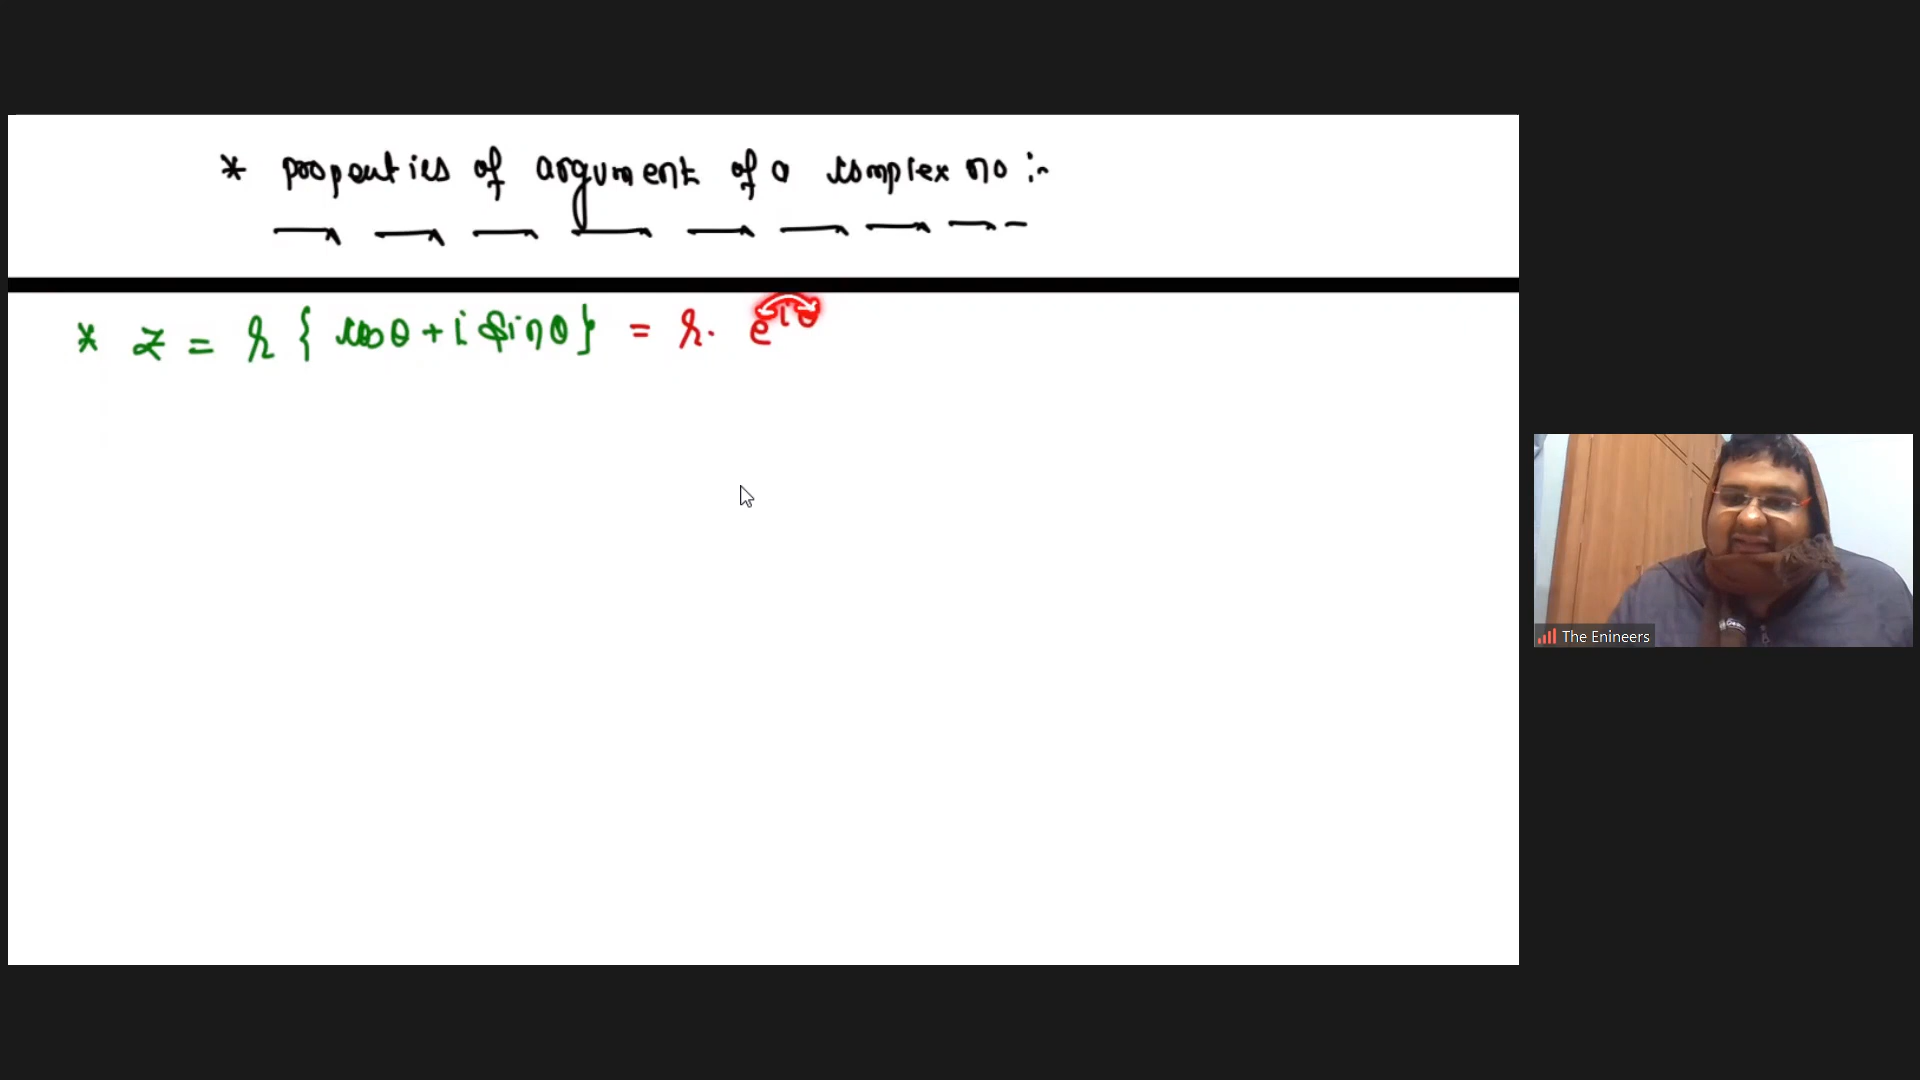 * properties of argument of a complex no :-
* z = r { cosθ + i sinθ } = r. e^iθ
The Enineers